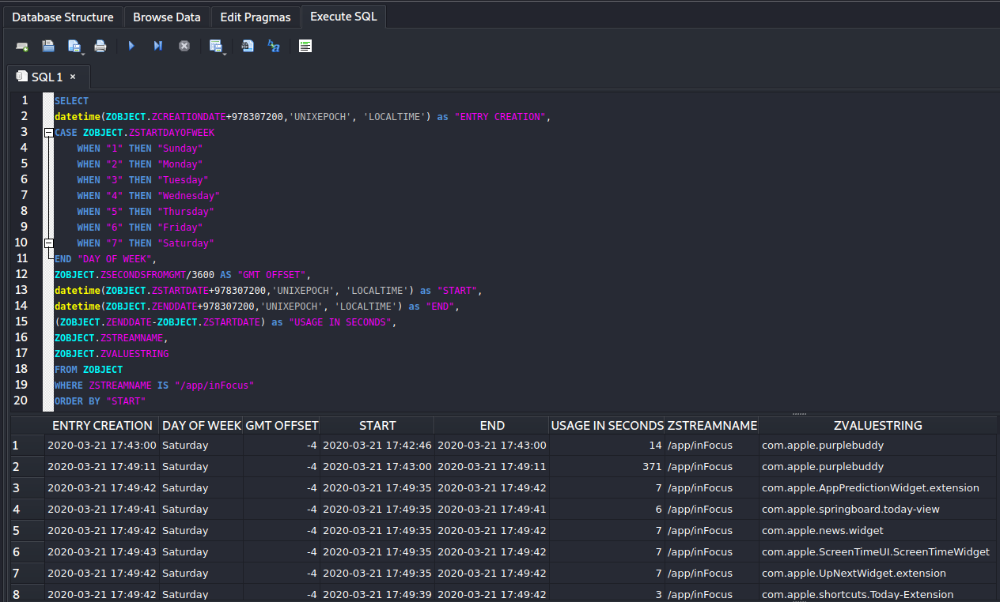 Database Structure Browse Data Edit Pragmas Execute SQL
SQL 1 ×
1 SELECT
2 datetime(ZOBJECT.ZCREATIONDATE+978307200,'UNIXEPOCH', 'LOCALTIME') as "ENTRY CREATION",
3 CASE ZOBJECT.ZSTARTDAYOFWEEK
4 WHEN "1" THEN "Sunday"
5 WHEN "2" THEN "Monday"
6 WHEN "3" THEN "Tuesday"
7 WHEN "4" THEN "Wednesday"
8 WHEN "5" THEN "Thursday"
9 WHEN "6" THEN "Friday"
10 WHEN "7" THEN "Saturday"
11 END "DAY OF WEEK",
12 ZOBJECT.ZSECONDSFROMGMT/3600 AS "GMT OFFSET",
13 datetime(ZOBJECT.ZSTARTDATE+978307200,'UNIXEPOCH', 'LOCALTIME') as "START",
14 datetime(ZOBJECT.ZENDDATE+978307200,'UNIXEPOCH', 'LOCALTIME') as "END",
15 (ZOBJECT.ZENDDATE-ZOBJECT.ZSTARTDATE) as "USAGE IN SECONDS",
16 ZOBJECT.ZSTREAMNAME,
17 ZOBJECT.ZVALUESTRING
18 FROM ZOBJECT
19 WHERE ZSTREAMNAME IS "/app/inFocus"
20 ORDER BY "START"
ENTRY CREATION DAY OF WEEK GMT OFFSET START END USAGE IN SECONDS ZSTREAMNAME ZVALUESTRING
1 2020-03-21 17:43:00 Saturday -4 2020-03-21 17:42:46 2020-03-21 17:43:00 14 /app/inFocus com.apple.purplebuddy
2 2020-03-21 17:49:11 Saturday -4 2020-03-21 17:43:00 2020-03-21 17:49:11 371 /app/inFocus com.apple.purplebuddy
3 2020-03-21 17:49:42 Saturday -4 2020-03-21 17:49:35 2020-03-21 17:49:42 7 /app/inFocus com.apple.AppPredictionWidget.extension
4 2020-03-21 17:49:41 Saturday -4 2020-03-21 17:49:35 2020-03-21 17:49:41 6 /app/inFocus com.apple.springboard.today-view
5 2020-03-21 17:49:42 Saturday -4 2020-03-21 17:49:35 2020-03-21 17:49:42 7 /app/inFocus com.apple.news.widget
6 2020-03-21 17:49:43 Saturday -4 2020-03-21 17:49:35 2020-03-21 17:49:42 7 /app/inFocus com.apple.ScreenTimeUI.ScreenTimeWidget
7 2020-03-21 17:49:42 Saturday -4 2020-03-21 17:49:35 2020-03-21 17:49:42 7 /app/inFocus com.apple.UpNextWidget.extension
8 2020-03-21 17:49:42 Saturday -4 2020-03-21 17:49:39 2020-03-21 17:49:42 3 /app/inFocus com.apple.shortcuts.Today-Extension